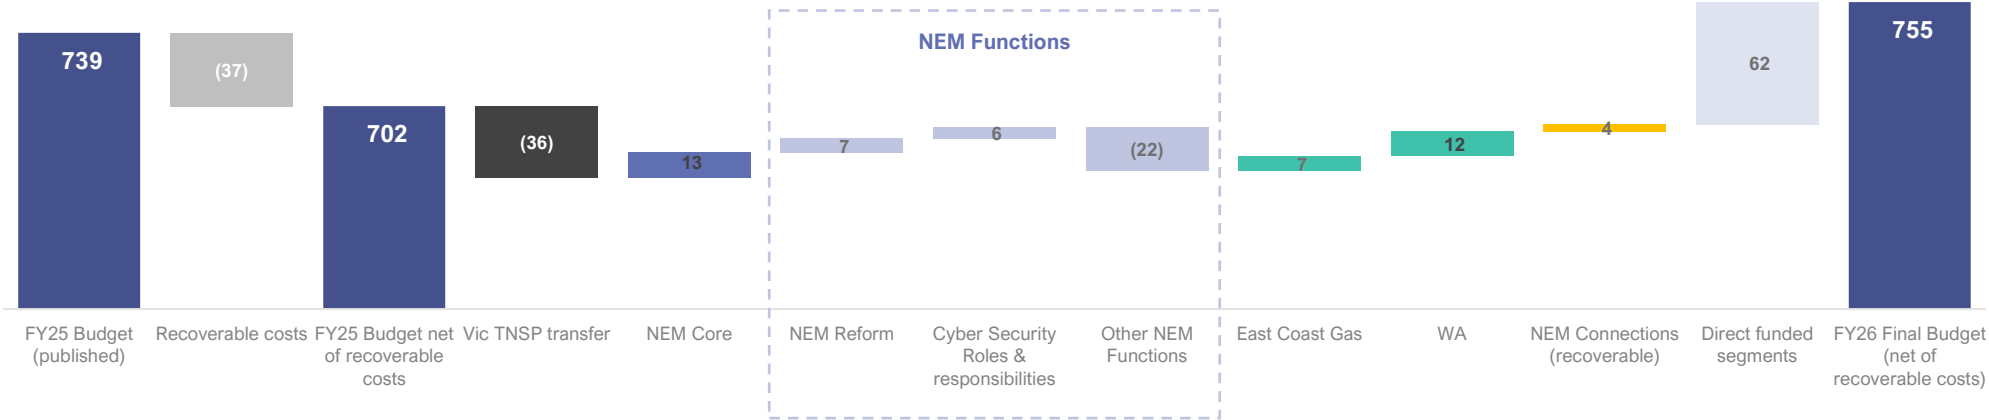 NEM Functions
739
(37)
702
(36)
13
7
6
(22)
7
12
4
62
755
FY25 Budget
(published)
Recoverable costs
FY25 Budget net
of recoverable
costs
Vic TNSP transfer
NEM Core
NEM Reform
Cyber Security
Roles &
responsibilities
Other NEM
Functions
East Coast Gas
WA
NEM Connections
(recoverable)
Direct funded
segments
FY26 Final Budget
(net of
recoverable costs)